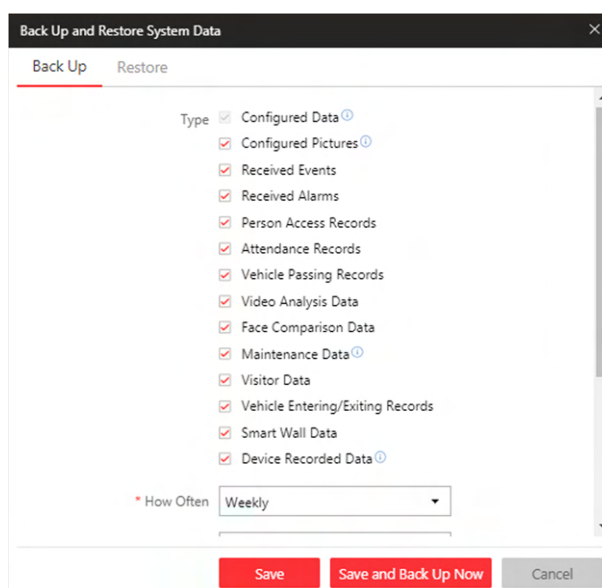 Back Up and Restore System Data
Back Up Restore
Type Configured Data
Configured Pictures
Received Events
Received Alarms
Person Access Records
Attendance Records
Vehicle Passing Records
Video Analysis Data
Face Comparison Data
Maintenance Data
Visitor Data
Vehicle Entering/Exiting Records
Smart Wall Data
Device Recorded Data
* How Often Weekly
Save Save and Back Up Now Cancel